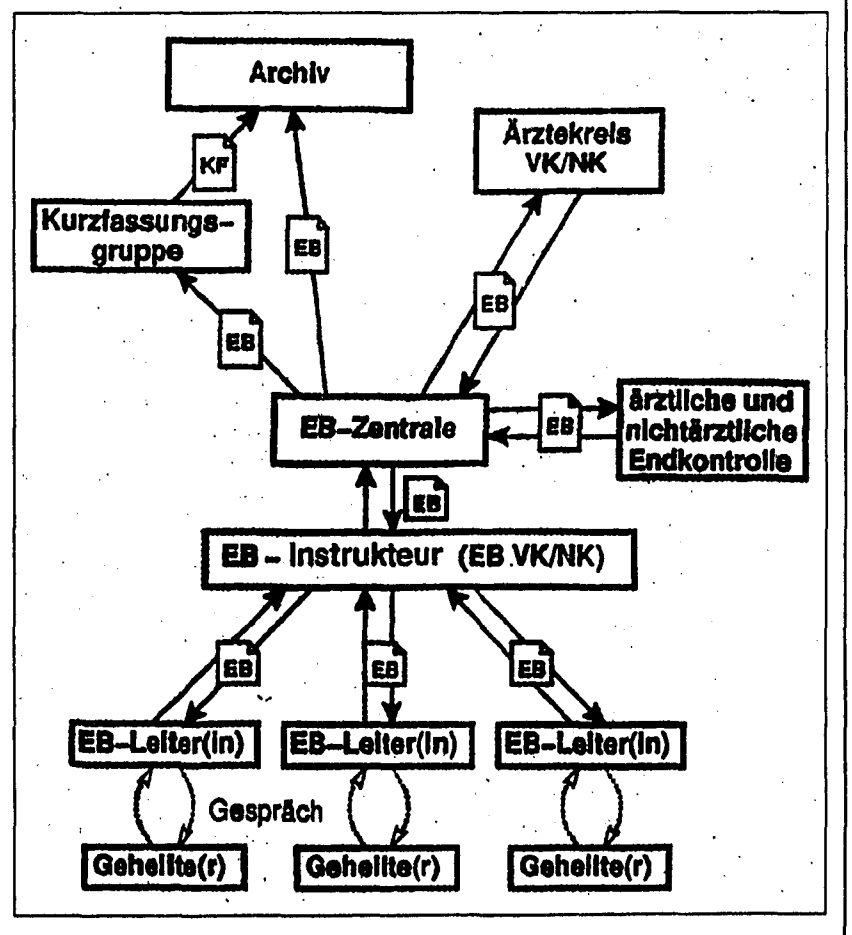 Archiv
Ärztekreis
VK/NK
KF
Kurzfassungs-
gruppe
EB
EB
EB
EB-Zentrale
EB
ärztliche und
nichtärztliche
Endkontrolle
EB
EB - Instrukteur (EB VK/NK)
EB
EB
EB
EB-Leiter(in)
EB-Leiter(in)
EB-Leiter(in)
Gespräch
Geheilte(r)
Geheilte(r)
Geheilte(r)